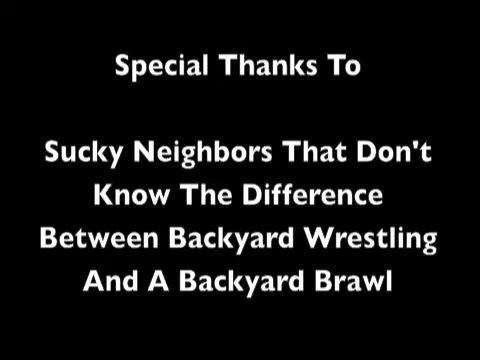 Special Thanks To
Sucky Neighbors That Don't
Know The Difference
Between Backyard Wrestling
And A Backyard Brawl